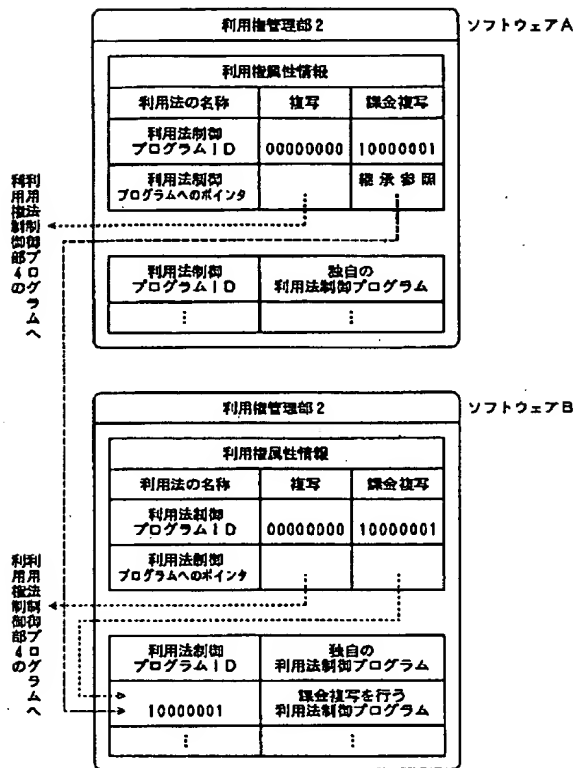 利用権管理部2
ソフトウェアA
利用権属性情報
利用法の名称 複写 課金複写
利用法制御
プログラムID 00000000 10000001
利用法制御
プログラムへのポインタ 継承参照
利用権制御部4の
利用法制御プログラムへ
利用法制御
プログラムID
独自の
利用法制御プログラム
⋮ ⋮
利用権管理部2
ソフトウェアB
利用権属性情報
利用法の名称 複写 課金複写
利用法制御
プログラムID 00000000 10000001
利用法制御
プログラムへのポインタ
利用権制御部4の
利用法制御プログラムへ
利用法制御
プログラムID
独自の
利用法制御プログラム
10000001
課金複写を行う
利用法制御プログラム
⋮ ⋮